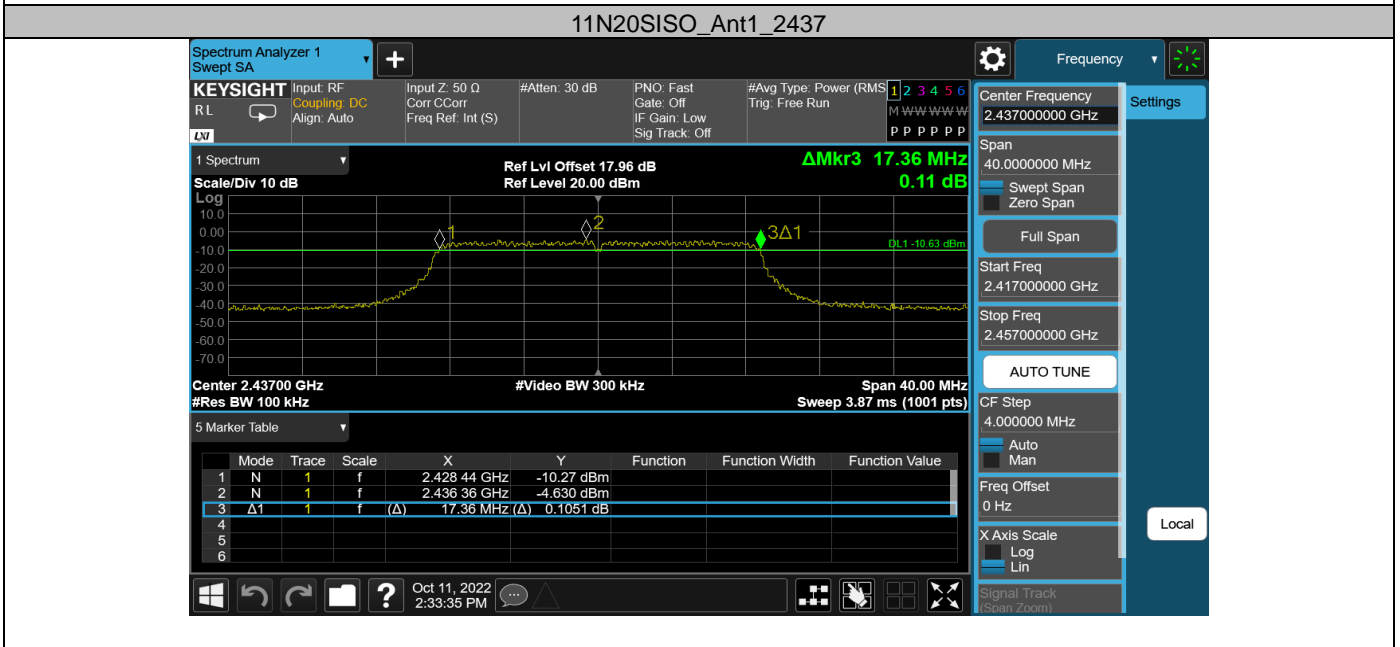 11N20SISO_Ant1_2437
Spectrum Analyzer 1
Swept SA
Frequency
KEYSIGHT
RL
LXI
Input: RF
Coupling: DC
Align: Auto
Input Z: 50 Ω
Corr CCorr
Freq Ref: Int (S)
#Atten: 30 dB
PNO: Fast
Gate: Off
IF Gain: Low
Sig Track: Off
#Avg Type: Power (RMS
Trig: Free Run
1 2 3 4 5 6
M W W W W W
P P P P P P
Center Frequency
2.437000000 GHz
Settings
Span
40.0000000 MHz
Swept Span
Zero Span
Full Span
Start Freq
2.417000000 GHz
Stop Freq
2.457000000 GHz
AUTO TUNE
CF Step
4.000000 MHz
Auto
Man
Freq Offset
0 Hz
X Axis Scale
Log
Lin
Signal Track
(Span Zoom)
Local
1 Spectrum
Scale/Div 10 dB
Ref Lvl Offset 17.96 dB
Ref Level 20.00 dBm
ΔMkr3 17.36 MHz
0.11 dB
Log
10.0
0.00
-10.0
-20.0
-30.0
-40.0
-50.0
-60.0
-70.0
1
2
3Δ1
DL1 -10.63 dBm
Center 2.43700 GHz
#Video BW 300 kHz
Span 40.00 MHz
#Res BW 100 kHz
Sweep 3.87 ms (1001 pts)
5 Marker Table
Mode Trace Scale X Y Function Function Width Function Value
1 N 1 f 2.428 44 GHz -10.27 dBm
2 N 1 f 2.436 36 GHz -4.630 dBm
3 Δ1 1 f (Δ) 17.36 MHz (Δ) 0.1051 dB
4
5
6
Oct 11, 2022
2:33:35 PM